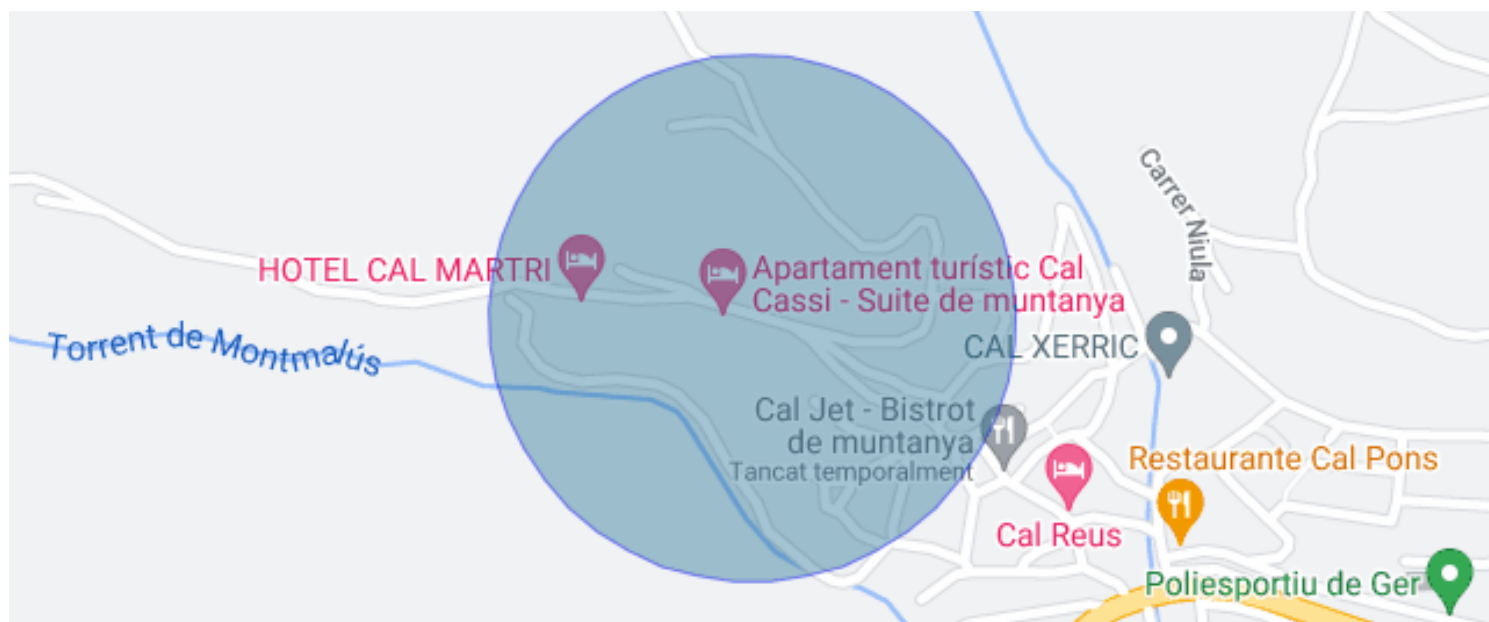 Carrer Niula
HOTEL CAL MARTRI
Apartament turístic Cal
Cassi - Suite de muntanya
Torrent de Montmalús
CAL XERRIC
Cal Jet - Bistrot
de muntanya
Tancat temporalment
Restaurante Cal Pons
Cal Reus
Poliesportiu de Ger